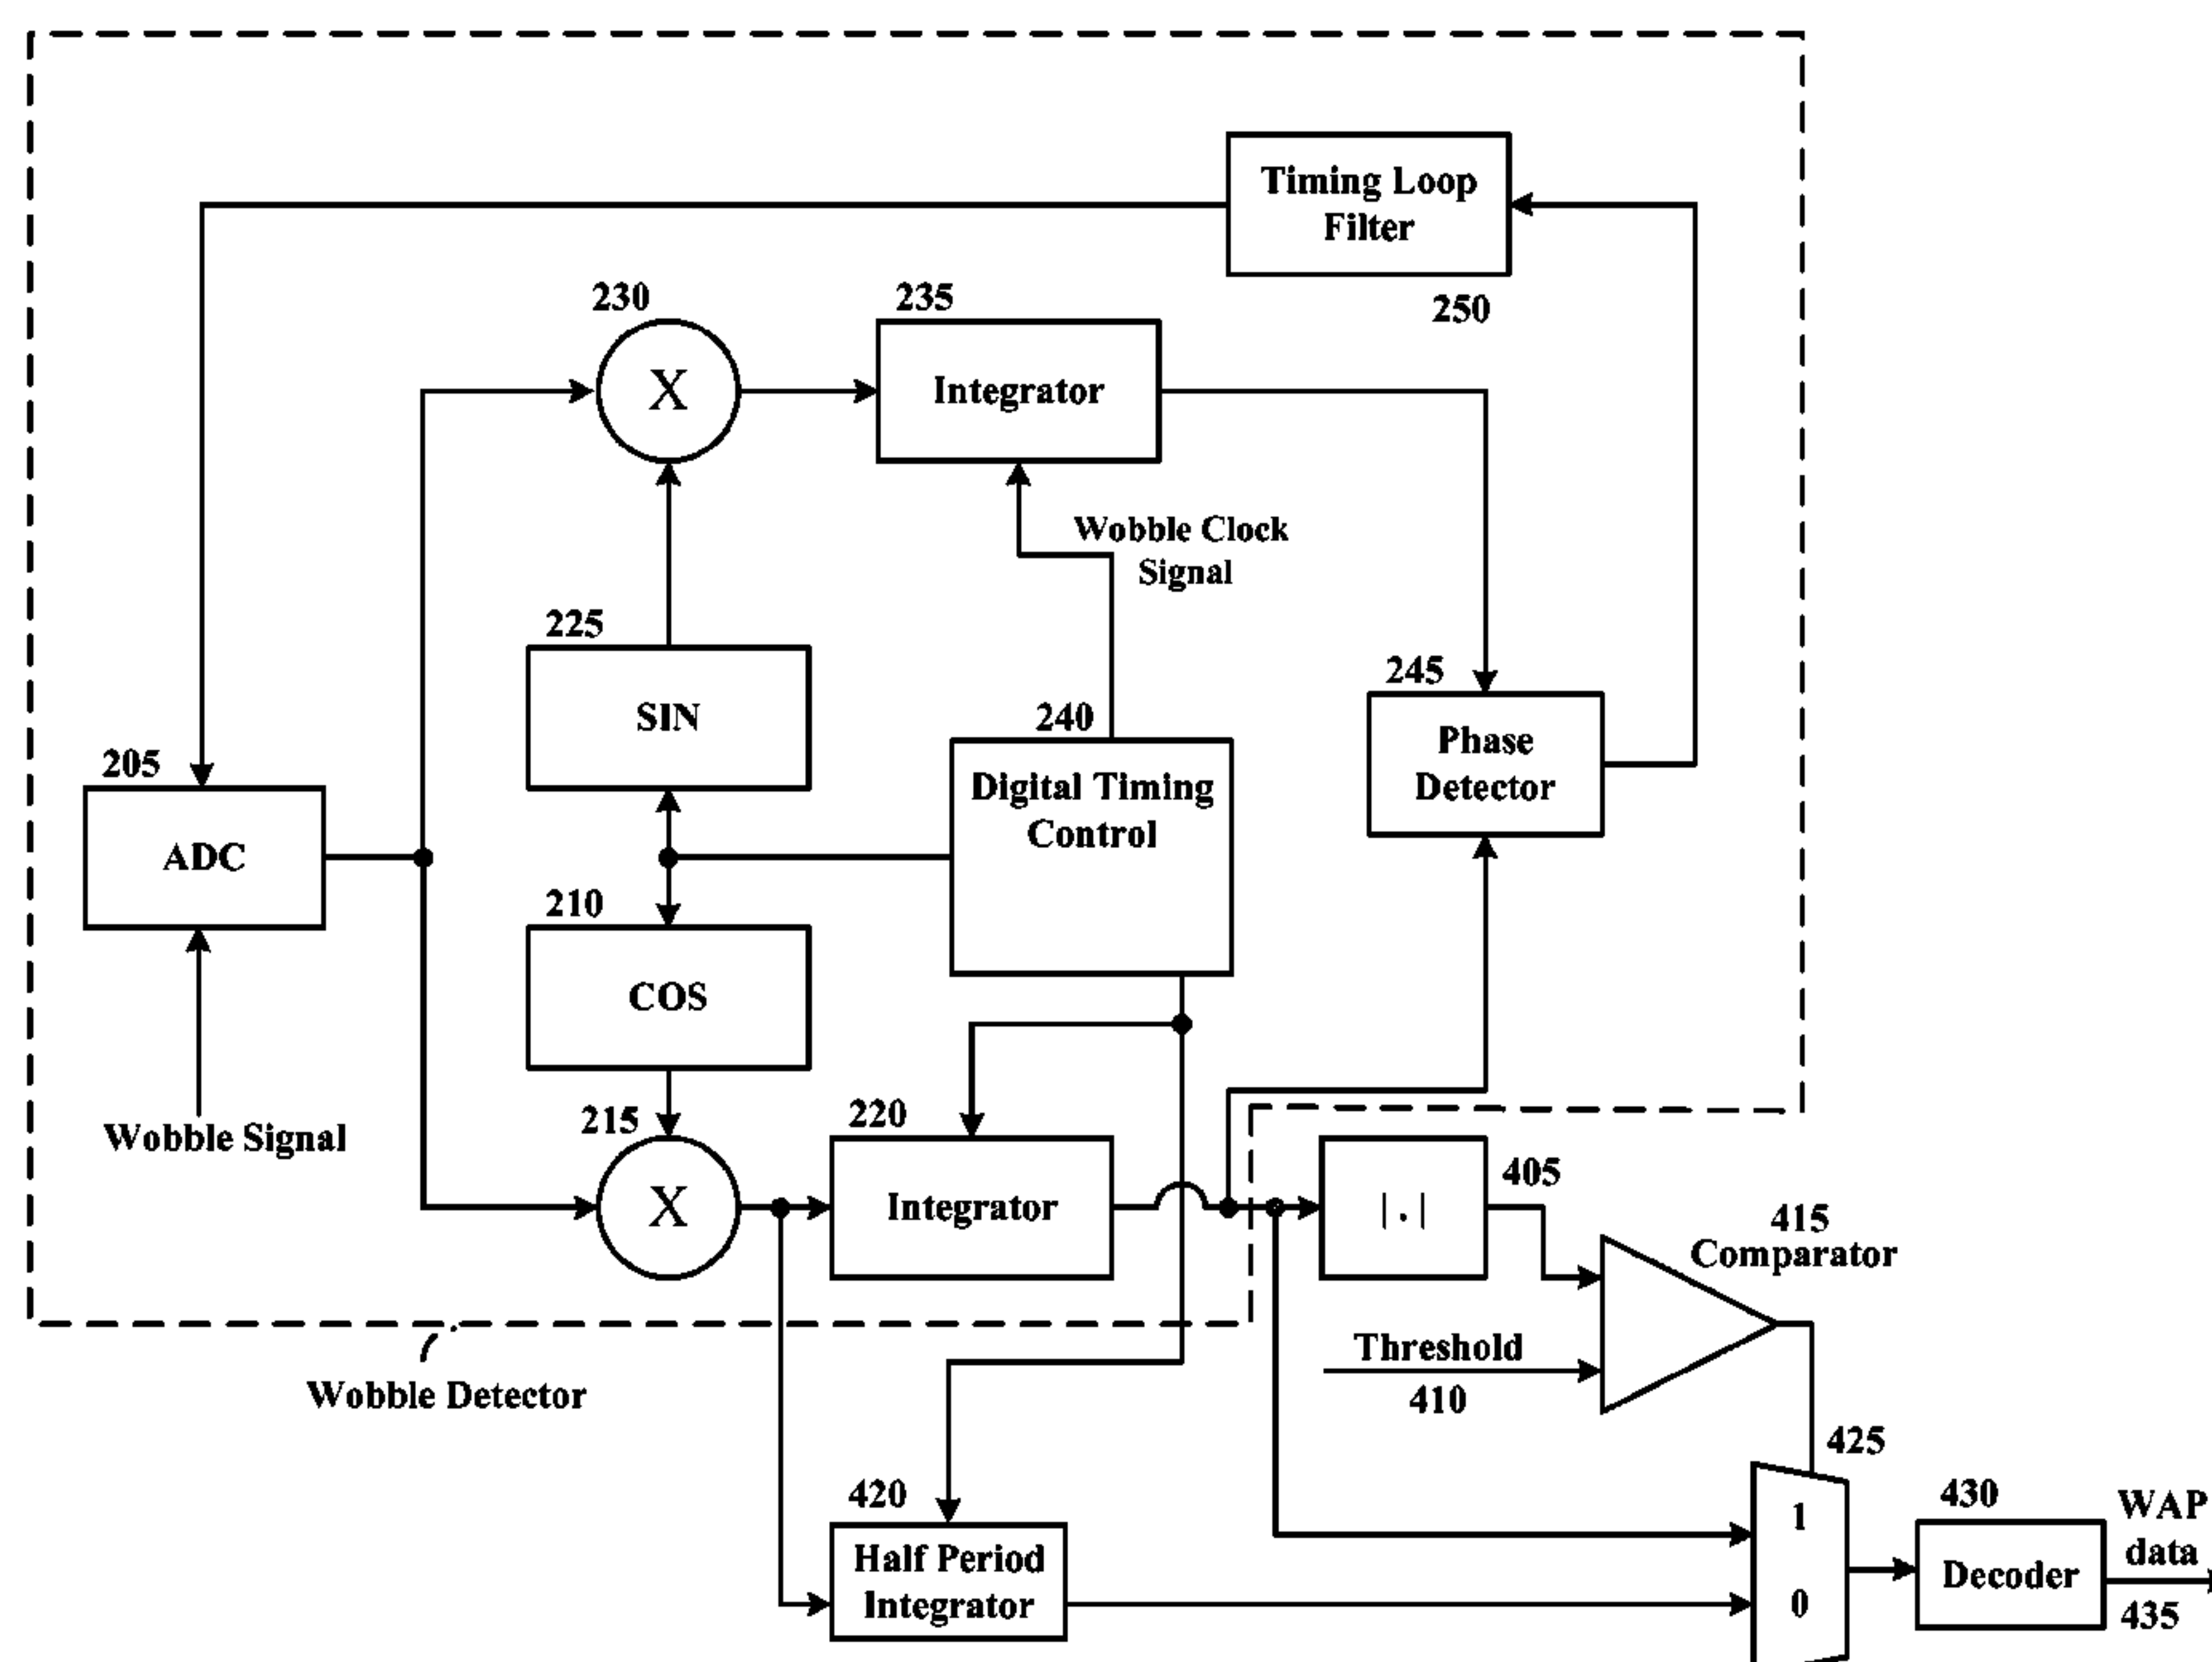 Timing Loop
Filter
250
230
X
235
Integrator
Wobble Clock
Signal
225
SIN
240
Digital Timing
Control
245
Phase
Detector
205
ADC
210
COS
Wobble Signal
215
X
220
Integrator
|.|
405
415
Comparator
Threshold
410
Wobble Detector
425
420
Half Period
Integrator
1
0
430
Decoder
WAP
data
435